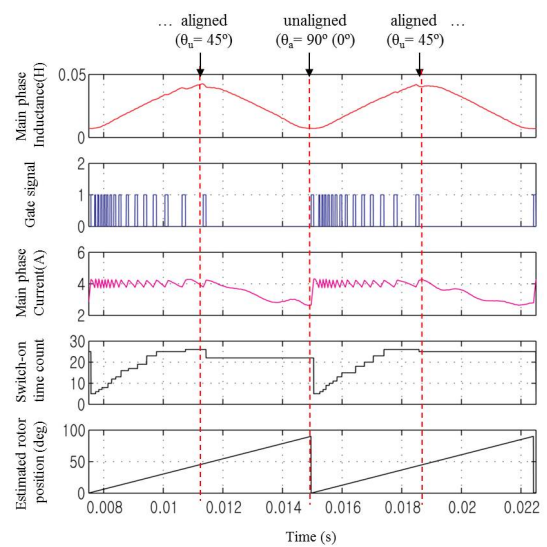 … aligned
(θu= 45º)
unaligned
(θa= 90º (0º)
aligned …
(θu= 45º)
Main phase
Inductance(H)
0.05
0
Gate signal
2
1
0
Main phase
Current(A)
6
4
2
Switch-on
time count
30
20
10
0
Estimated rotor
position (deg)
100
50
0
0.008 0.01 0.012 0.014 0.016 0.018 0.02 0.022
Time (s)